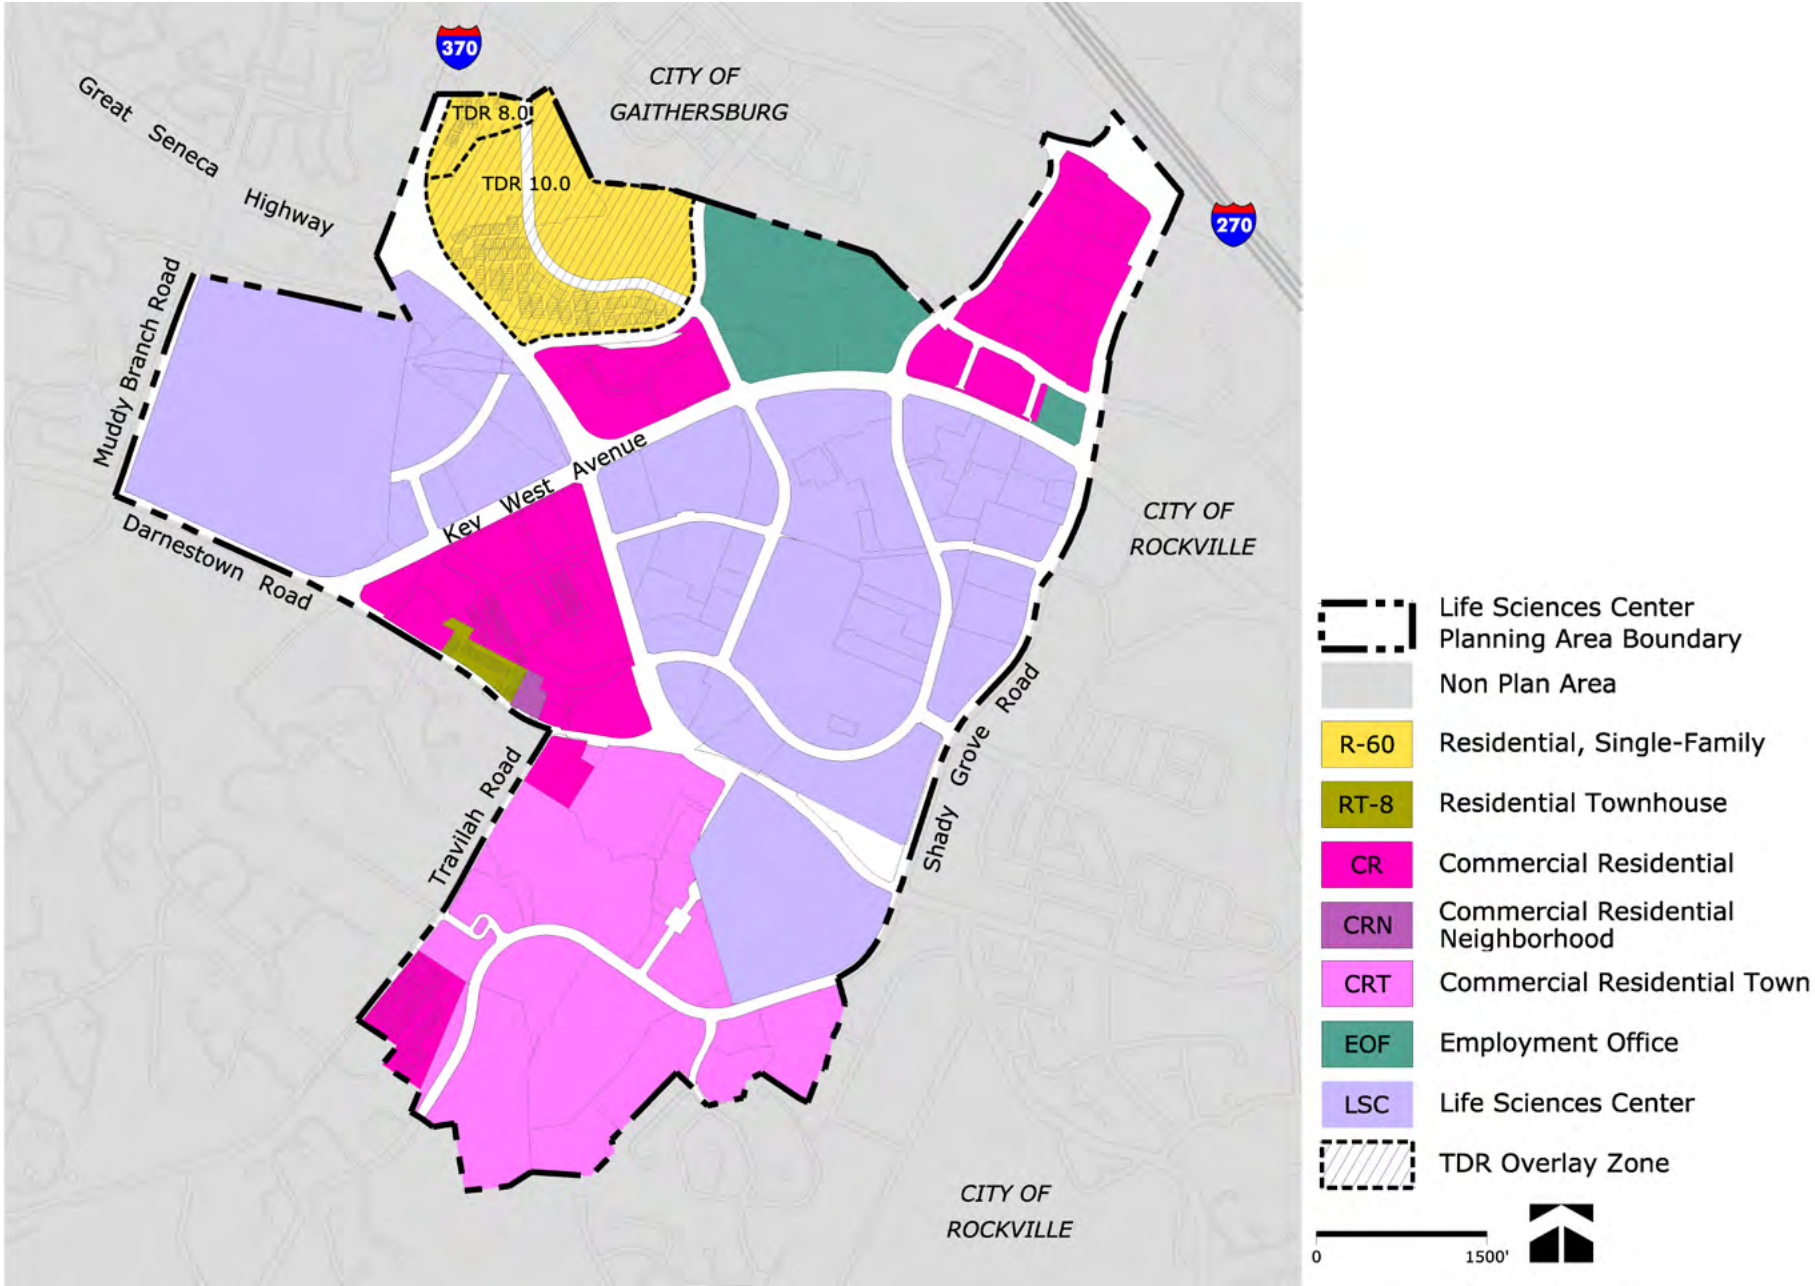 370
CITY OF
GAITHERSBURG
Great Seneca Highway
TDR 8.0
TDR 10.0
270
Muddy Branch Road
Key West Avenue
CITY OF
ROCKVILLE
Darnestown Road
Shady Grove Road
Travilah Road
CITY OF
ROCKVILLE
Life Sciences Center
Planning Area Boundary
Non Plan Area
R-60 Residential, Single-Family
RT-8 Residential Townhouse
CR Commercial Residential
CRN Commercial Residential
Neighborhood
CRT Commercial Residential Town
EOF Employment Office
LSC Life Sciences Center
TDR Overlay Zone
0 1500'